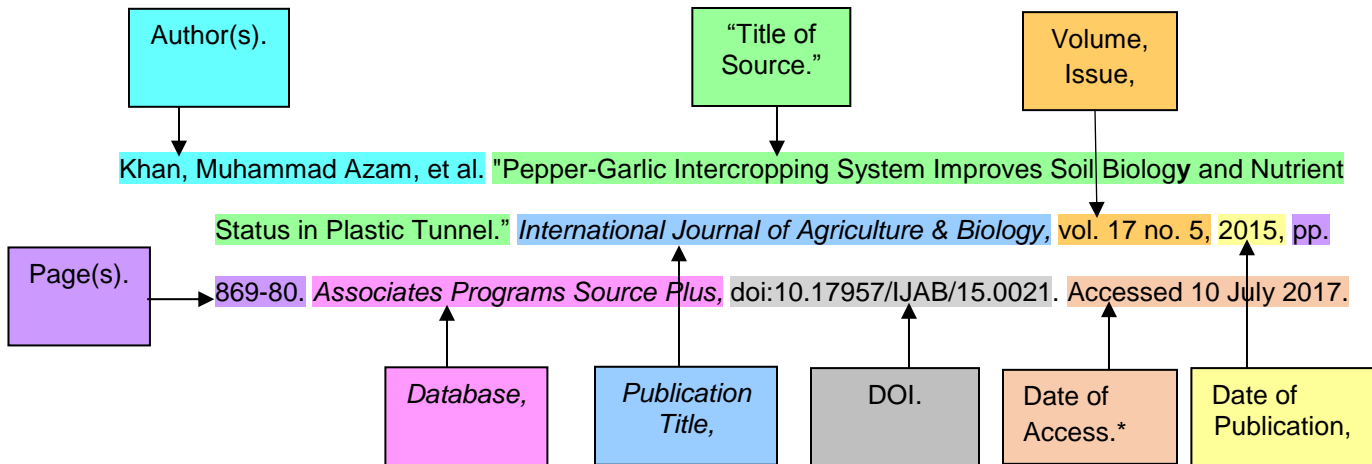 Author(s).
“Title of
Source.”
Volume,
Issue,
Khan, Muhammad Azam, et al. "Pepper-Garlic Intercropping System Improves Soil Biology and Nutrient
Status in Plastic Tunnel.” International Journal of Agriculture & Biology, vol. 17 no. 5, 2015, pp.
Page(s).
869-80. Associates Programs Source Plus, doi:10.17957/IJAB/15.0021. Accessed 10 July 2017.
Database,
Publication
Title,
DOI.
Date of
Access.*
Date of
Publication,